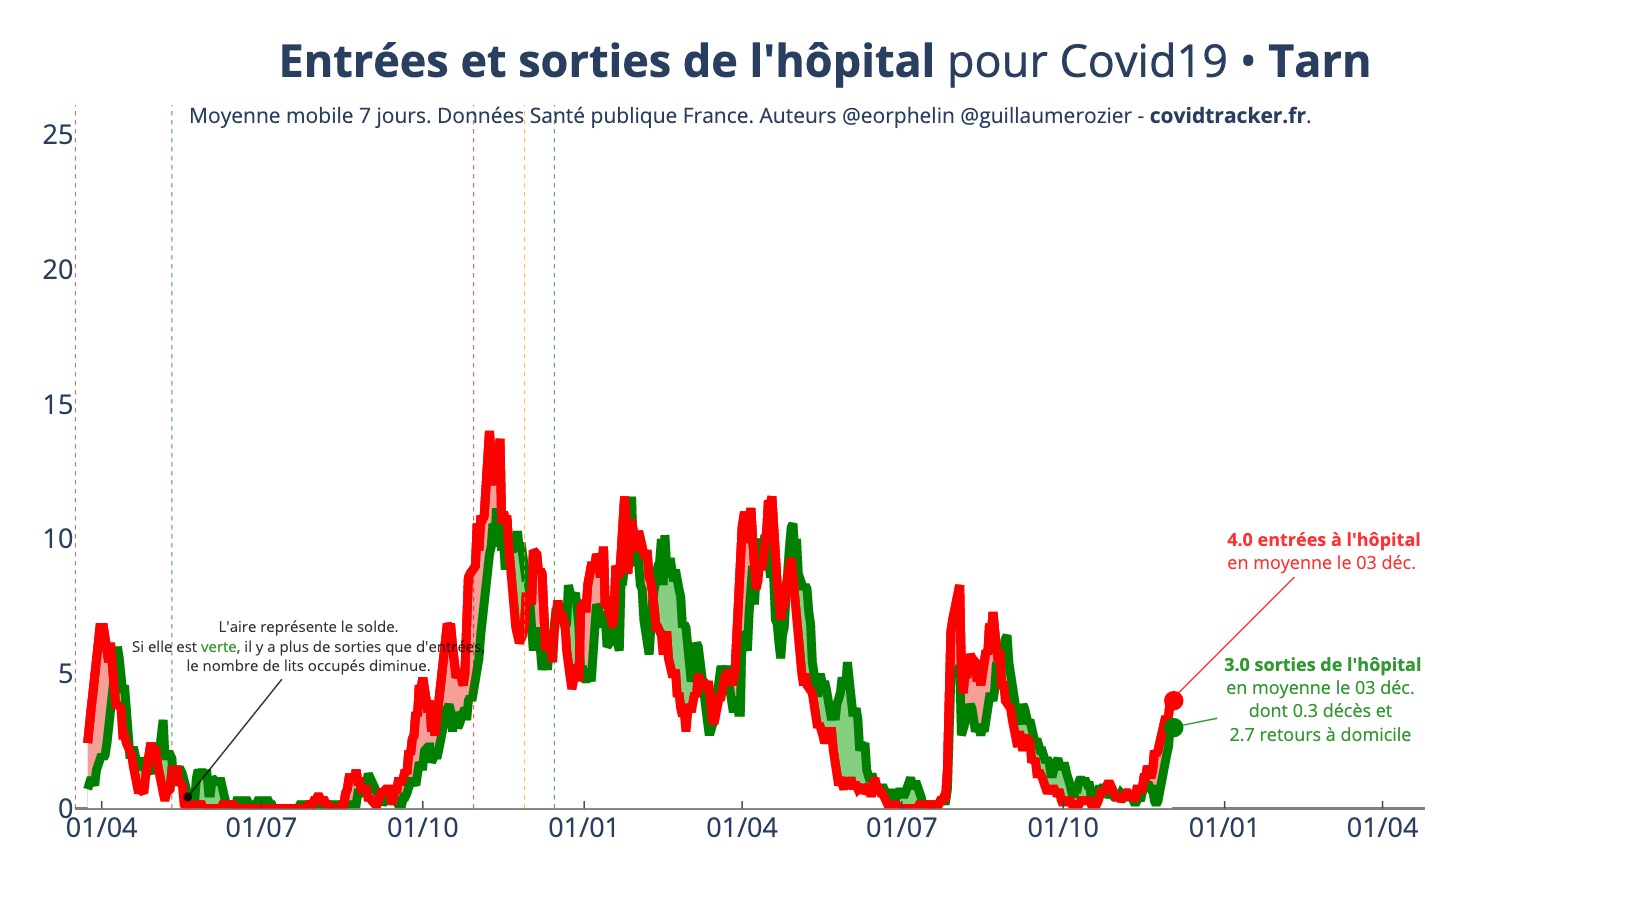 Entrées et sorties de l'hôpital pour Covid19 • Tarn
Moyenne mobile 7 jours. Données Santé publique France. Auteurs @eorphelin @guillaumerozier - covidtracker.fr.
25
20
15
10
5
0
4.0 entrées à l'hôpital
en moyenne le 03 déc.
L'aire représente le solde.
Si elle est verte, il y a plus de sorties que d'entrées,
le nombre de lits occupés diminue.
3.0 sorties de l'hôpital
en moyenne le 03 déc.
dont 0.3 décès et
2.7 retours à domicile
01/04
01/07
01/10
01/01
01/04
01/07
01/10
01/01
01/04